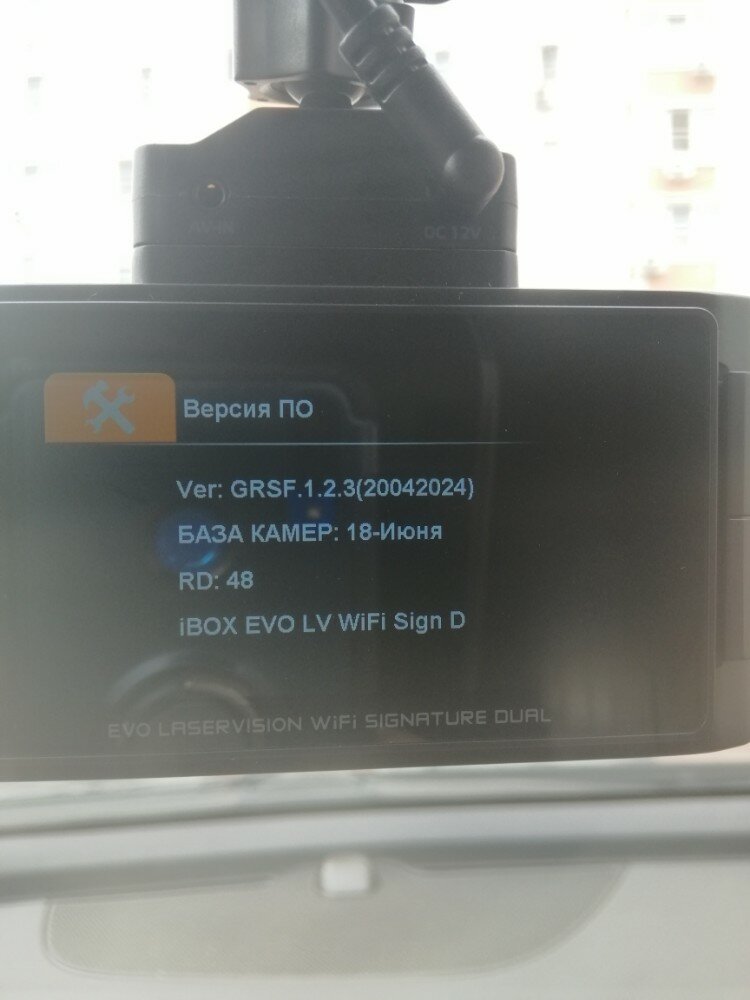 AV-IN
DC 12V
Версия ПО
Ver: GRSF.1.2.3(20042024)
БАЗА КАМЕР: 18-Июня
RD: 48
iBOX EVO LV WiFi Sign D
EVO LASERVISION WiFi SIGNATURE DUAL